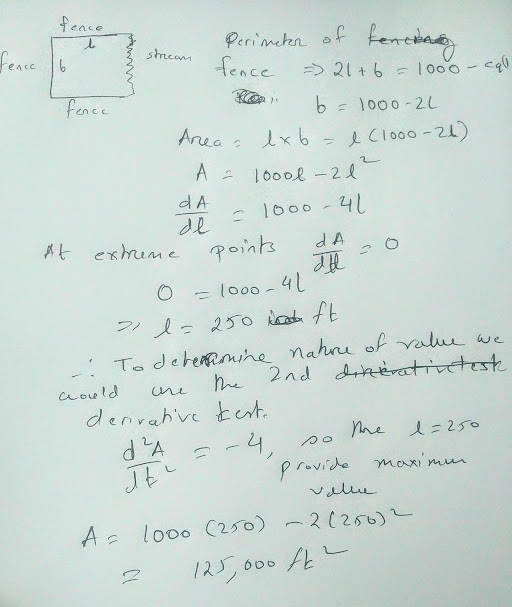 fence
l
fence b stream
fence
Perimeter of
fence => 2l + b = 1000 - eq①
b = 1000 - 2l
Area = l x b = l (1000 - 2l)
A = 1000l - 2l²
dA/dl = 1000 - 4l
At extreme points dA/dl = 0
0 = 1000 - 4l
=> l = 250 ft
∴ To determine nature of value we
would use the 2nd
derivative test.
d²A/dt² = -4, so the l = 250
provide maximum
value
A = 1000 (250) - 2(250)²
= 125,000 ft²